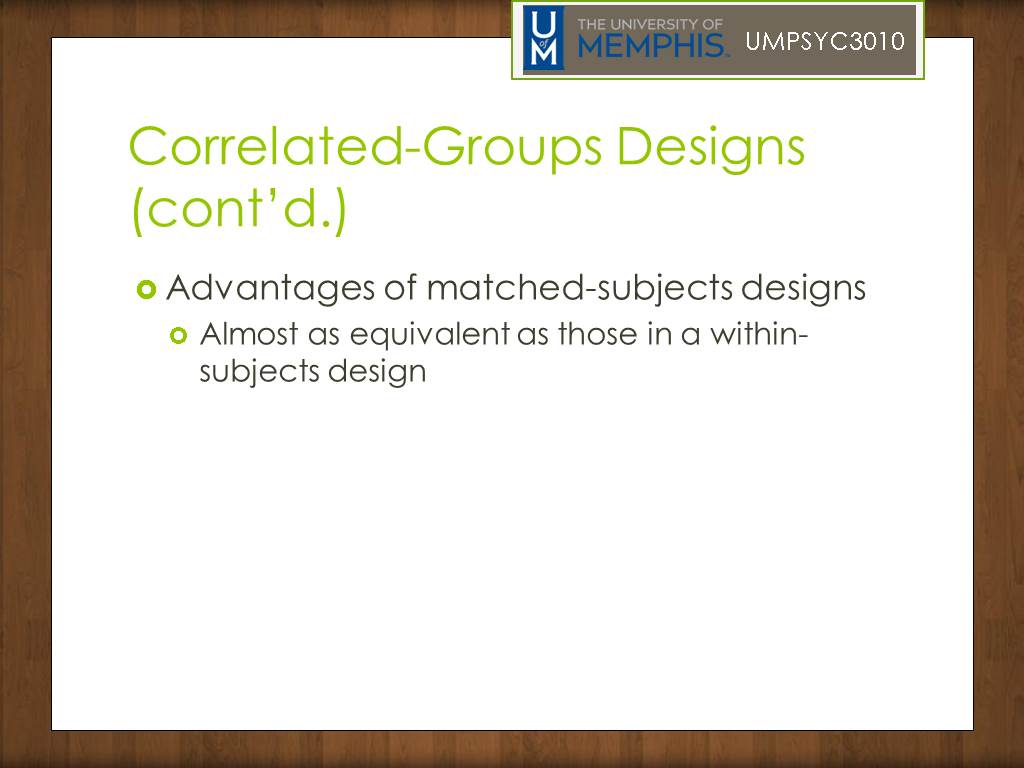 U
of
M
THE UNIVERSITY OF
MEMPHIS™
UMPSYC3010
Correlated-Groups Designs
(cont’d.)
Advantages of matched-subjects designs
Almost as equivalent as those in a within-
subjects design